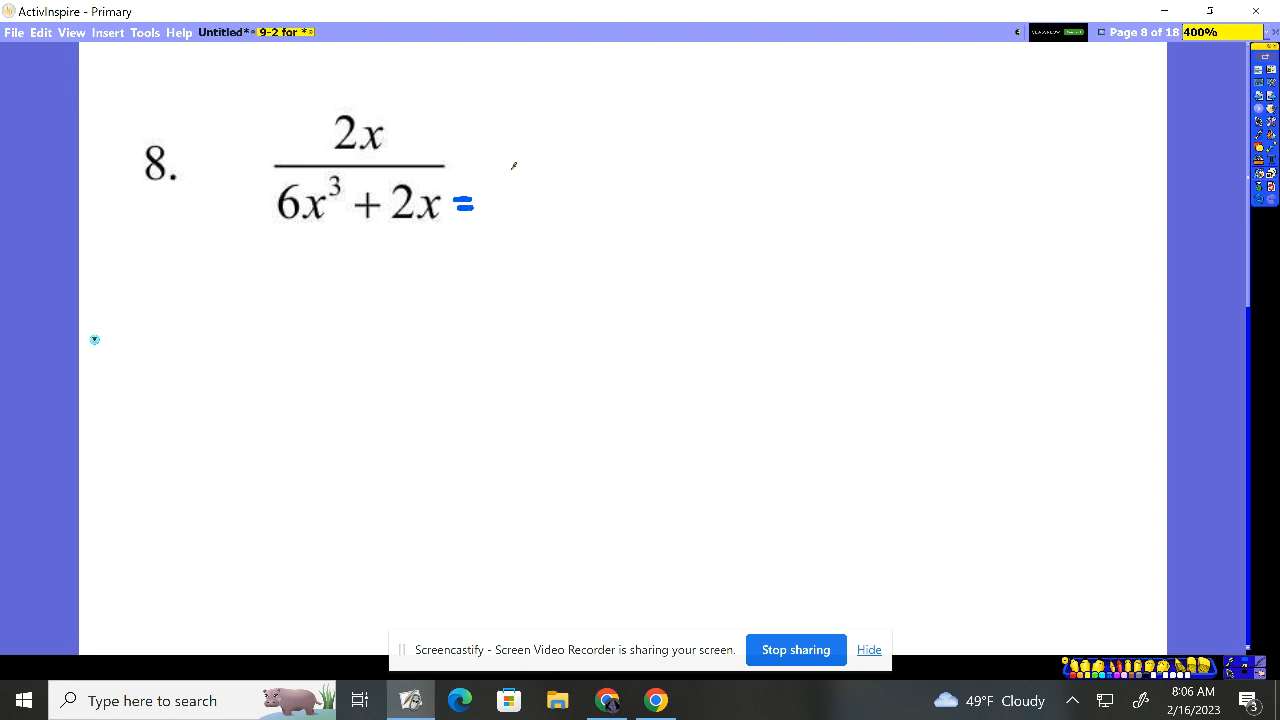 ActivInspire - Primary
File Edit View Insert Tools Help Untitled* 9-2 for * Page 8 of 18 400%
8. 2x
6x³ + 2x =
Screencastify - Screen Video Recorder is sharing your screen. Stop sharing Hide
Type here to search 49°F Cloudy 8:06 AM
2/16/2023 3